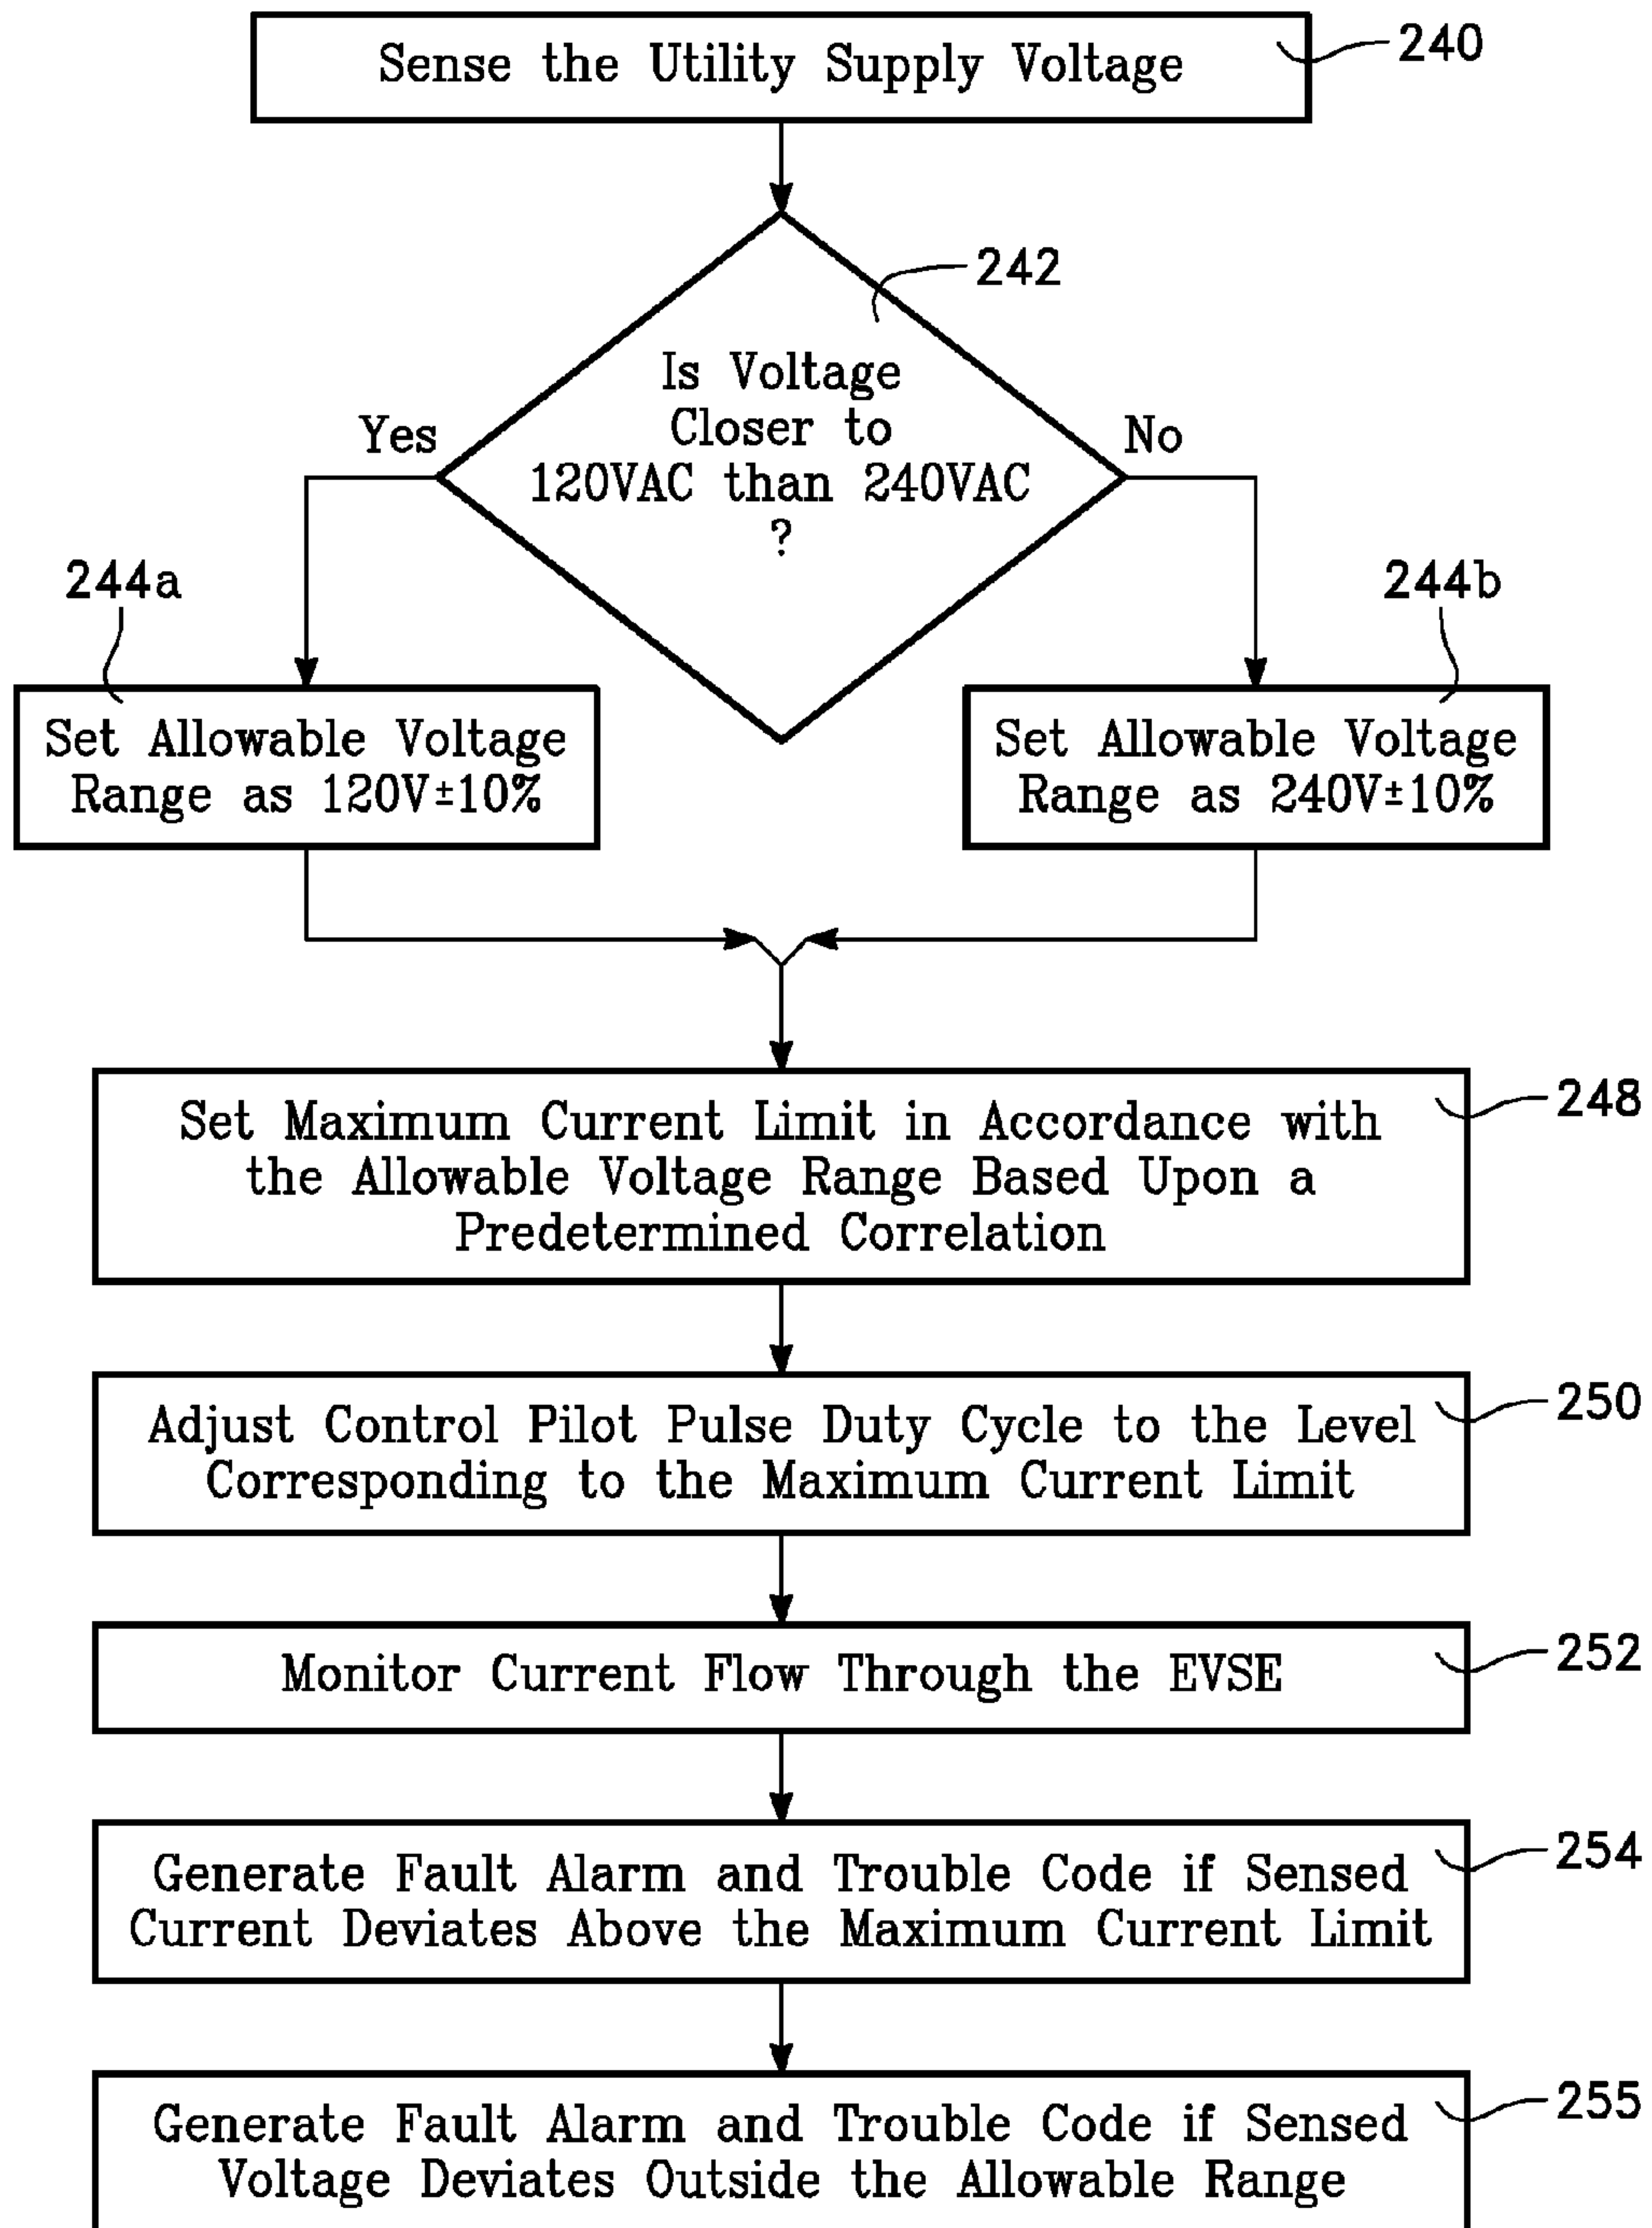 Sense the Utility Supply Voltage
240
242
Is Voltage
Closer to
120VAC than 240VAC
?
Yes
No
244a
244b
Set Allowable Voltage
Range as 120V±10%
Set Allowable Voltage
Range as 240V±10%
Set Maximum Current Limit in Accordance with
the Allowable Voltage Range Based Upon a
Predetermined Correlation
248
Adjust Control Pilot Pulse Duty Cycle to the Level
Corresponding to the Maximum Current Limit
250
Monitor Current Flow Through the EVSE
252
Generate Fault Alarm and Trouble Code if Sensed
Current Deviates Above the Maximum Current Limit
254
Generate Fault Alarm and Trouble Code if Sensed
Voltage Deviates Outside the Allowable Range
255